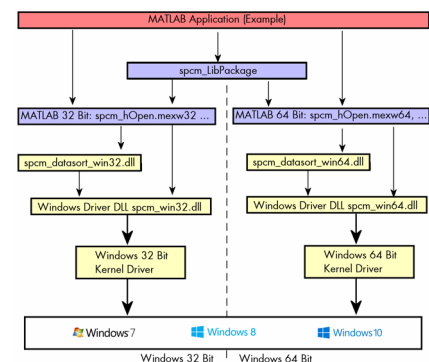 MATLAB Application (Example)
spcm_LibPackage
MATLAB 32 Bit: spcm_hOpen.mexw32 ...
MATLAB 64 Bit: spcm_hOpen.mexw64, ...
spcm_datasort_win32.dll
spcm_datasort_win64.dll
Windows Driver DLL spcm_win32.dll
Windows Driver DLL spcm_win64.dll
Windows 32 Bit
Kernel Driver
Windows 64 Bit
Kernel Driver
Windows 7
Windows 8
Windows 10
Windows 32 Bit
Windows 64 Bit